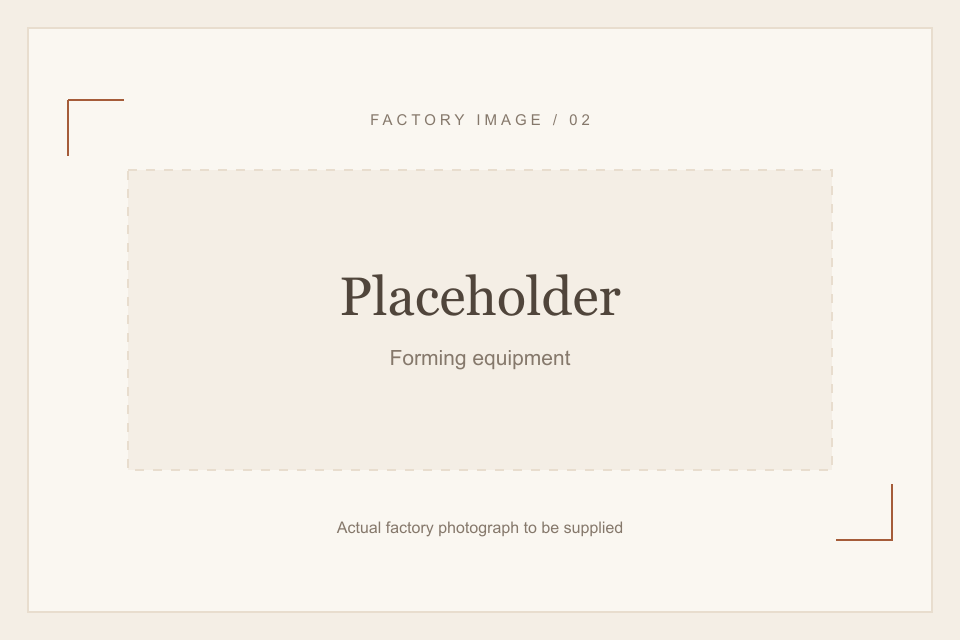 FACTORY IMAGE / 02
Placeholder
Forming equipment
Actual factory photograph to be supplied